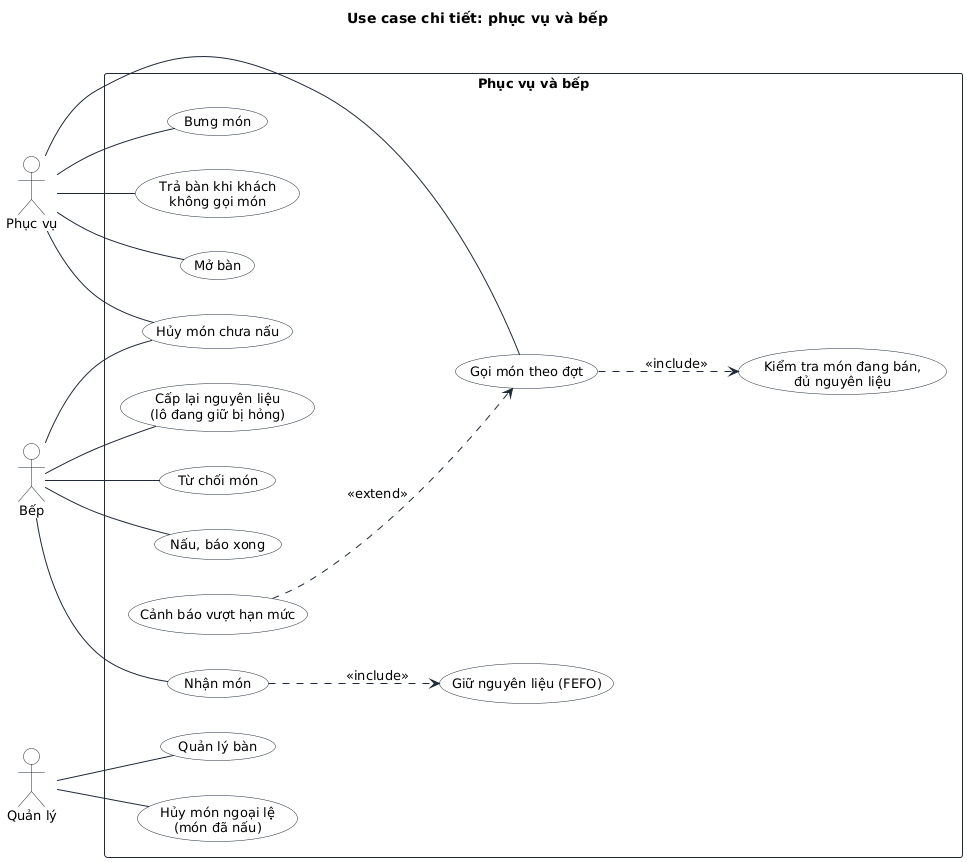 Use case chi tiết: phục vụ và bếp
Phục vụ và bếp
Bưng món
Trả bàn khi khách
không gọi món
Phục vụ
Mở bàn
Hủy món chưa nấu
Gọi món theo đợt
«include»
Kiểm tra món đang bán,
đủ nguyên liệu
Cấp lại nguyên liệu
(lô đang giữ bị hỏng)
Từ chối món
«extend»
Bếp
Nấu, báo xong
Cảnh báo vượt hạn mức
Nhận món
«include»
Giữ nguyên liệu (FEFO)
Quản lý bàn
Quản lý
Hủy món ngoại lệ
(món đã nấu)